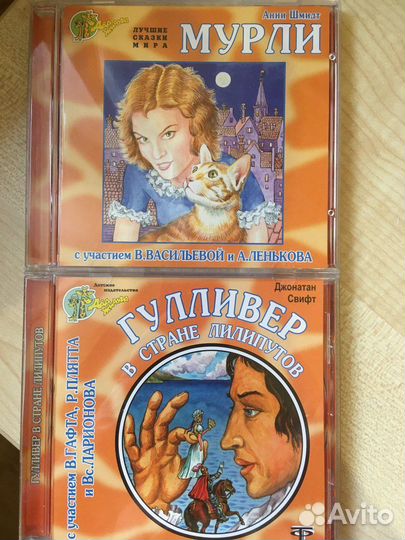 Анни Шмидт
ЛУЧШИЕ
СКАЗКИ
МИРА
МУРЛИ
с участием В.ВАСИЛЬЕВОЙ и А.ЛЕНЬКОВА
Детское издательство
Джонатан
Свифт
ГУЛЛИВЕР
В СТРАНЕ ЛИЛИПУТОВ
с участием В.ГАФТА, Р.ПЛЯТТА
и Вс.ЛАРИОНОВА
ГУЛЛИВЕР В СТРАНЕ ЛИЛИПУТОВ
Avito